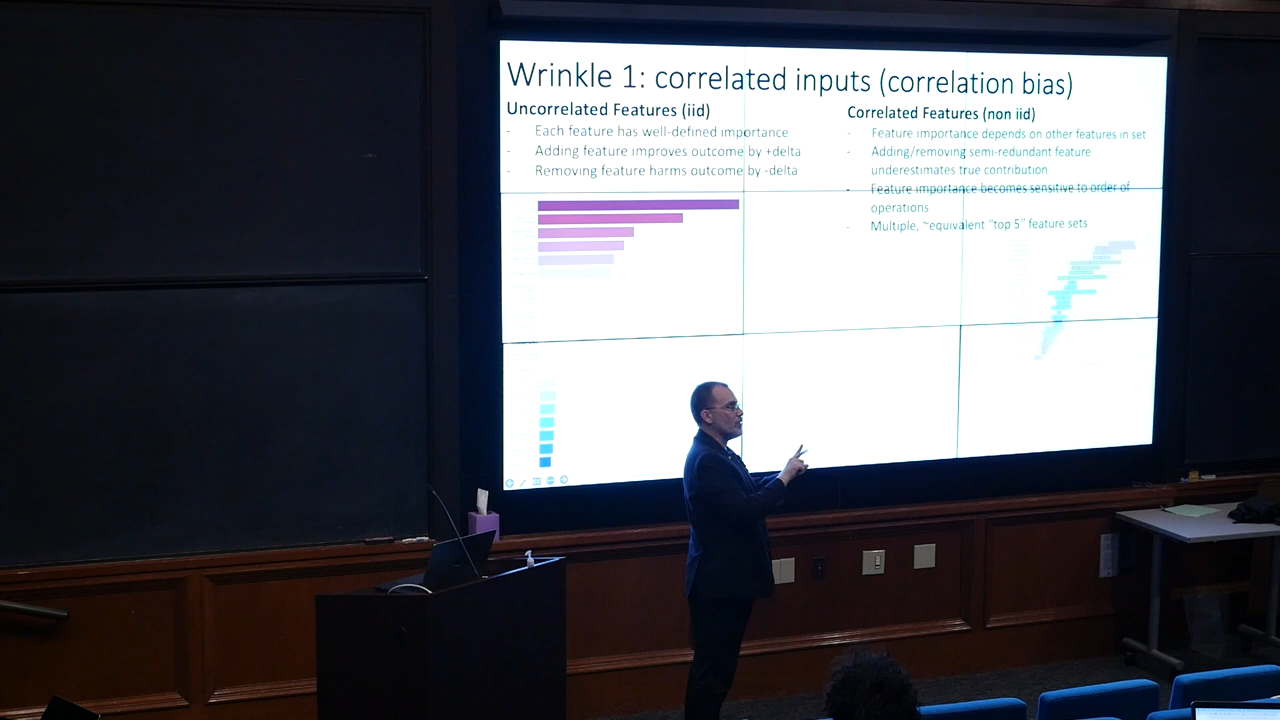 Wrinkle 1: correlated inputs (correlation bias)
Uncorrelated Features (iid)
- Each feature has well-defined importance
- Adding feature improves outcome by +delta
- Removing feature harms outcome by -delta
Correlated Features (non iid)
- Feature importance depends on other features in set
- Adding/removing semi-redundant feature
underestimates true contribution
- Feature importance becomes sensitive to order of
operations
- Multiple, ~equivalent "top 5" feature sets